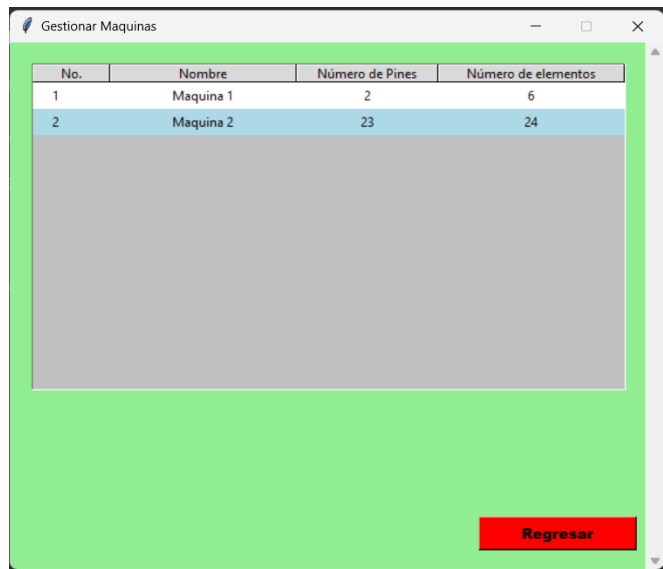 Gestionar Maquinas
No. Nombre Número de Pines Número de elementos
1 Maquina 1 2 6
2 Maquina 2 23 24
Regresar